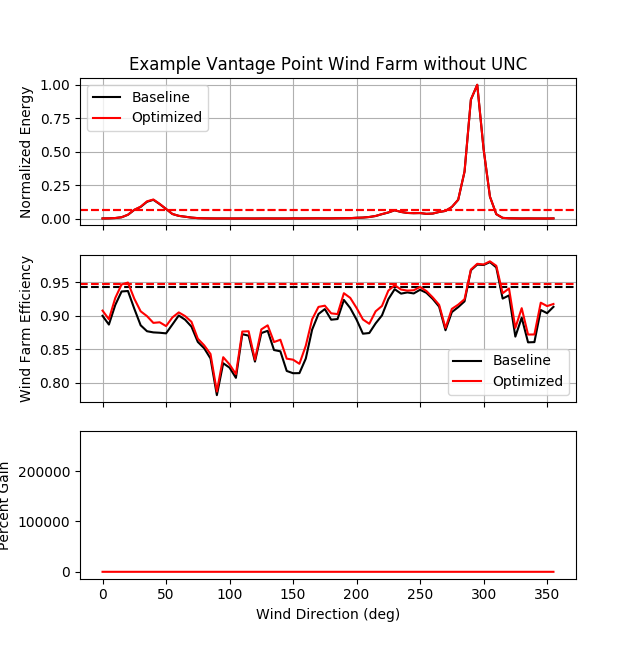 Example Vantage Point Wind Farm without UNC
Normalized Energy
1.00
0.75
0.50
0.25
0.00
Baseline
Optimized
Wind Farm Efficiency
0.95
0.90
0.85
0.80
Baseline
Optimized
Percent Gain
200000
100000
0
0 50 100 150 200 250 300 350
Wind Direction (deg)